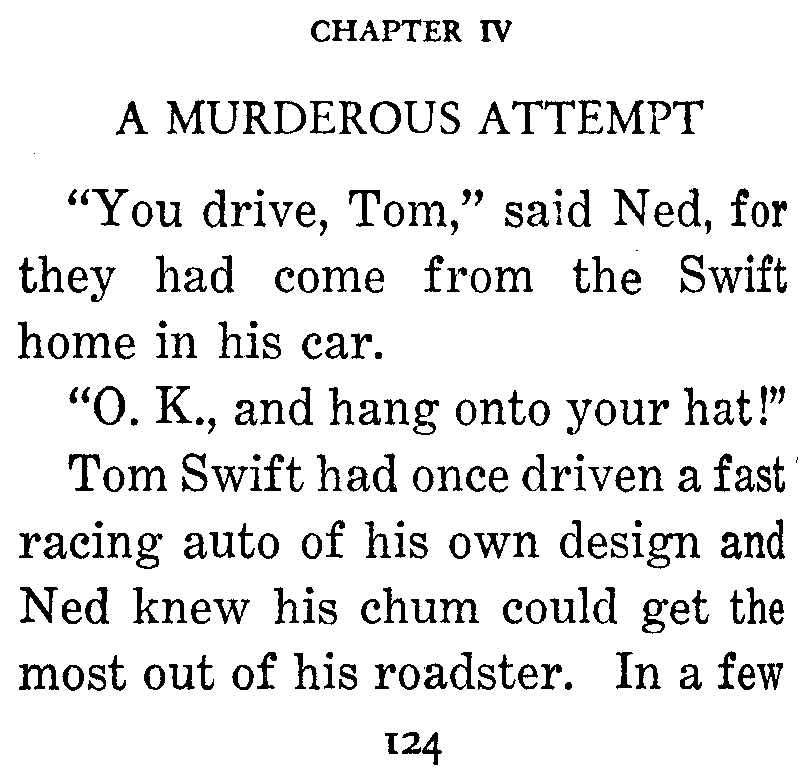 CHAPTER IV
A MURDEROUS ATTEMPT
“You drive, Tom,” said Ned, for
they had come from the Swift
home in his car.
“O. K., and hang onto your hat!”
Tom Swift had once driven a fast
racing auto of his own design and
Ned knew his chum could get the
most out of his roadster. In a few
124